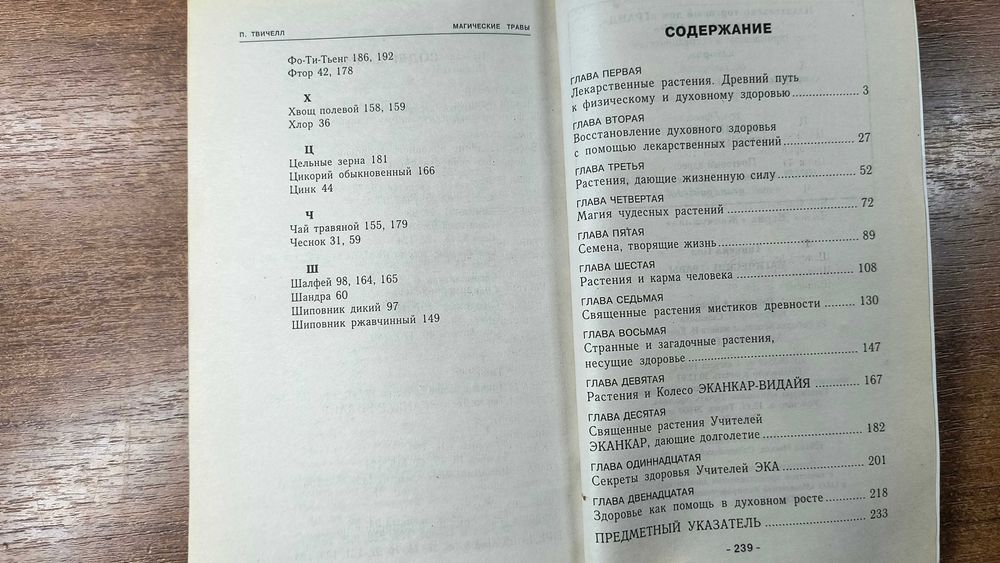 П. ТВИЧЕЛЛ
МАГИЧЕСКИЕ ТРАВЫ
Фо-Ти-Тьенг 186, 192
Фтор 42, 178
Х
Хвощ полевой 158, 159
Хлор 36
Ц
Цельные зерна 181
Цикорий обыкновенный 166
Цинк 44
Ч
Чай травяной 155, 179
Чеснок 31, 59
Ш
Шалфей 98, 164, 165
Шандра 60
Шиповник дикий 97
Шиповник ржавчинный 149
СОДЕРЖАНИЕ
ГЛАВА ПЕРВАЯ
Лекарственные растения. Древний путь
к физическому и духовному здоровью ................ 3
ГЛАВА ВТОРАЯ
Восстановление духовного здоровья
с помощью лекарственных растений ................ 27
ГЛАВА ТРЕТЬЯ
Растения, дающие жизненную силу ................ 52
ГЛАВА ЧЕТВЕРТАЯ
Магия чудесных растений ................ 72
ГЛАВА ПЯТАЯ
Семена, творящие жизнь ................ 89
ГЛАВА ШЕСТАЯ
Растения и карма человека ................ 108
ГЛАВА СЕДЬМАЯ
Священные растения мистиков древности ........ 130
ГЛАВА ВОСЬМАЯ
Странные и загадочные растения,
несущие здоровье ................ 147
ГЛАВА ДЕВЯТАЯ
Растения и Колесо ЭКАНКАР-ВИДАЙЯ ........ 167
ГЛАВА ДЕСЯТАЯ
Священные растения Учителей
ЭКАНКАР, дающие долголетие ................ 182
ГЛАВА ОДИННАДЦАТАЯ
Секреты здоровья Учителей ЭКА ................ 201
ГЛАВА ДВЕНАДЦАТАЯ
Здоровье как помощь в духовном росте ........ 218
ПРЕДМЕТНЫЙ УКАЗАТЕЛЬ ................ 233
- 239 -